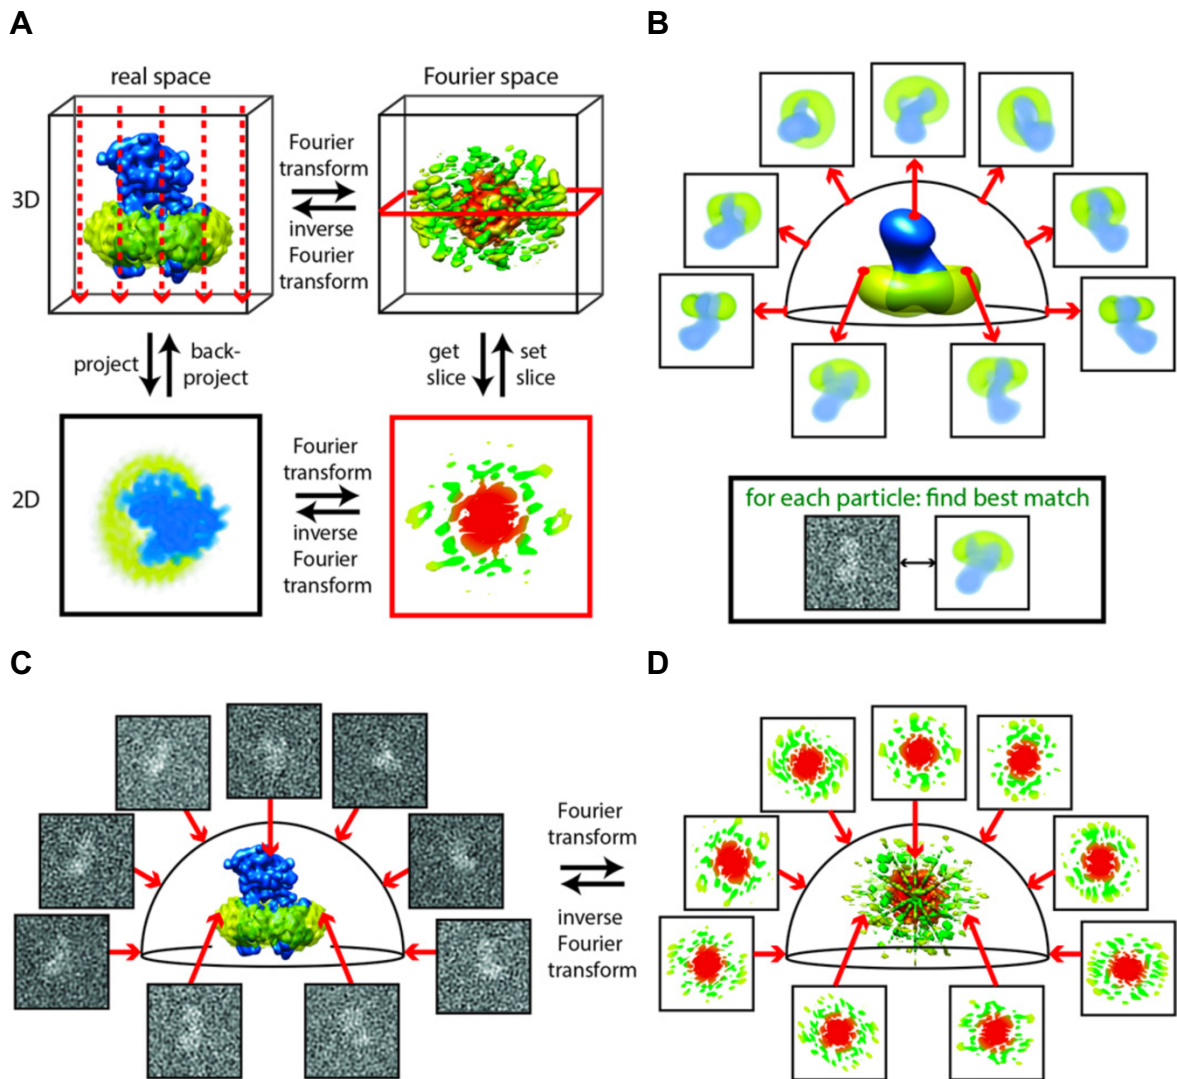 A
real space
Fourier space
3D
Fourier
transform
inverse
Fourier
transform
project
back-
project
get
slice
set
slice
2D
Fourier
transform
inverse
Fourier
transform
B
for each particle: find best match
C
Fourier
transform
inverse
Fourier
transform
D